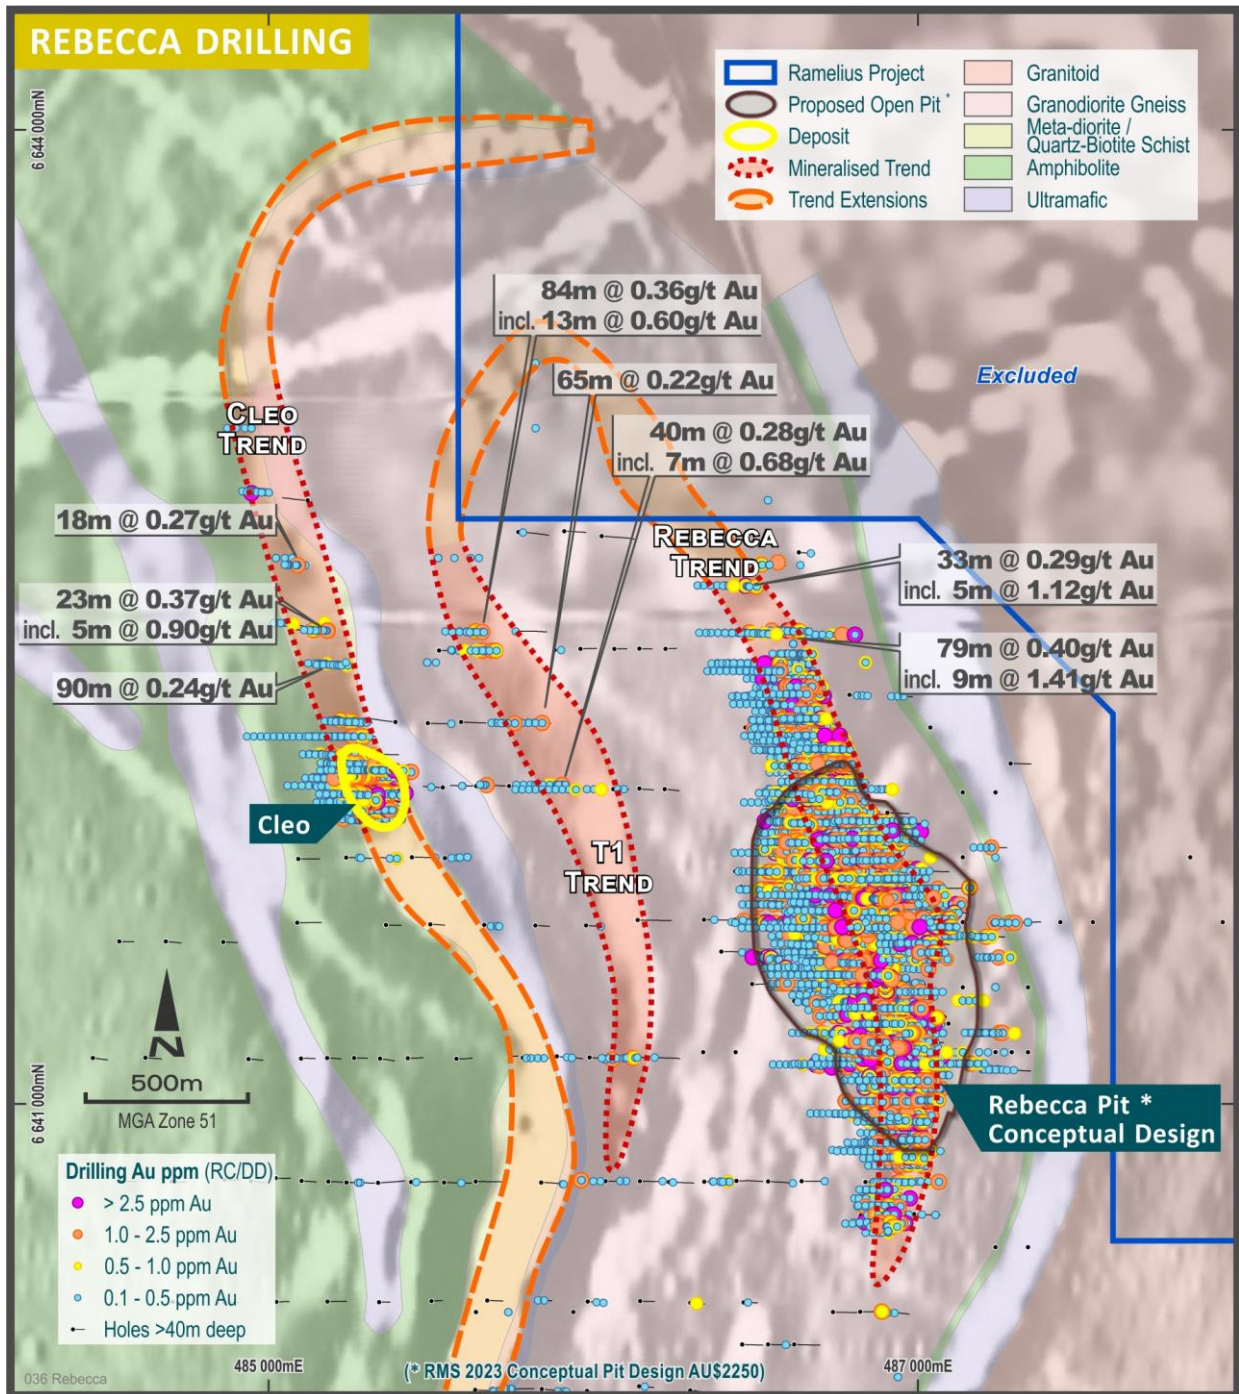 REBECCA DRILLING
Ramelius Project
Proposed Open Pit *
Deposit
Mineralised Trend
Trend Extensions
Granitoid
Granodiorite Gneiss
Meta-diorite /
Quartz-Biotite Schist
Amphibolite
Ultramafic
6 644 000mN
84m @ 0.36g/t Au
incl. 13m @ 0.60g/t Au
65m @ 0.22g/t Au
Excluded
CLEO
TREND
40m @ 0.28g/t Au
incl. 7m @ 0.68g/t Au
18m @ 0.27g/t Au
REBECCA
TREND
33m @ 0.29g/t Au
incl. 5m @ 1.12g/t Au
23m @ 0.37g/t Au
incl. 5m @ 0.90g/t Au
79m @ 0.40g/t Au
incl. 9m @ 1.41g/t Au
90m @ 0.24g/t Au
Cleo
T1
TREND
N
500m
MGA Zone 51
6 641 000mN
Rebecca Pit *
Conceptual Design
Drilling Au ppm (RC/DD)
> 2.5 ppm Au
1.0 - 2.5 ppm Au
0.5 - 1.0 ppm Au
0.1 - 0.5 ppm Au
Holes >40m deep
036 Rebecca
485 000mE
(* RMS 2023 Conceptual Pit Design AU$2250)
487 000mE